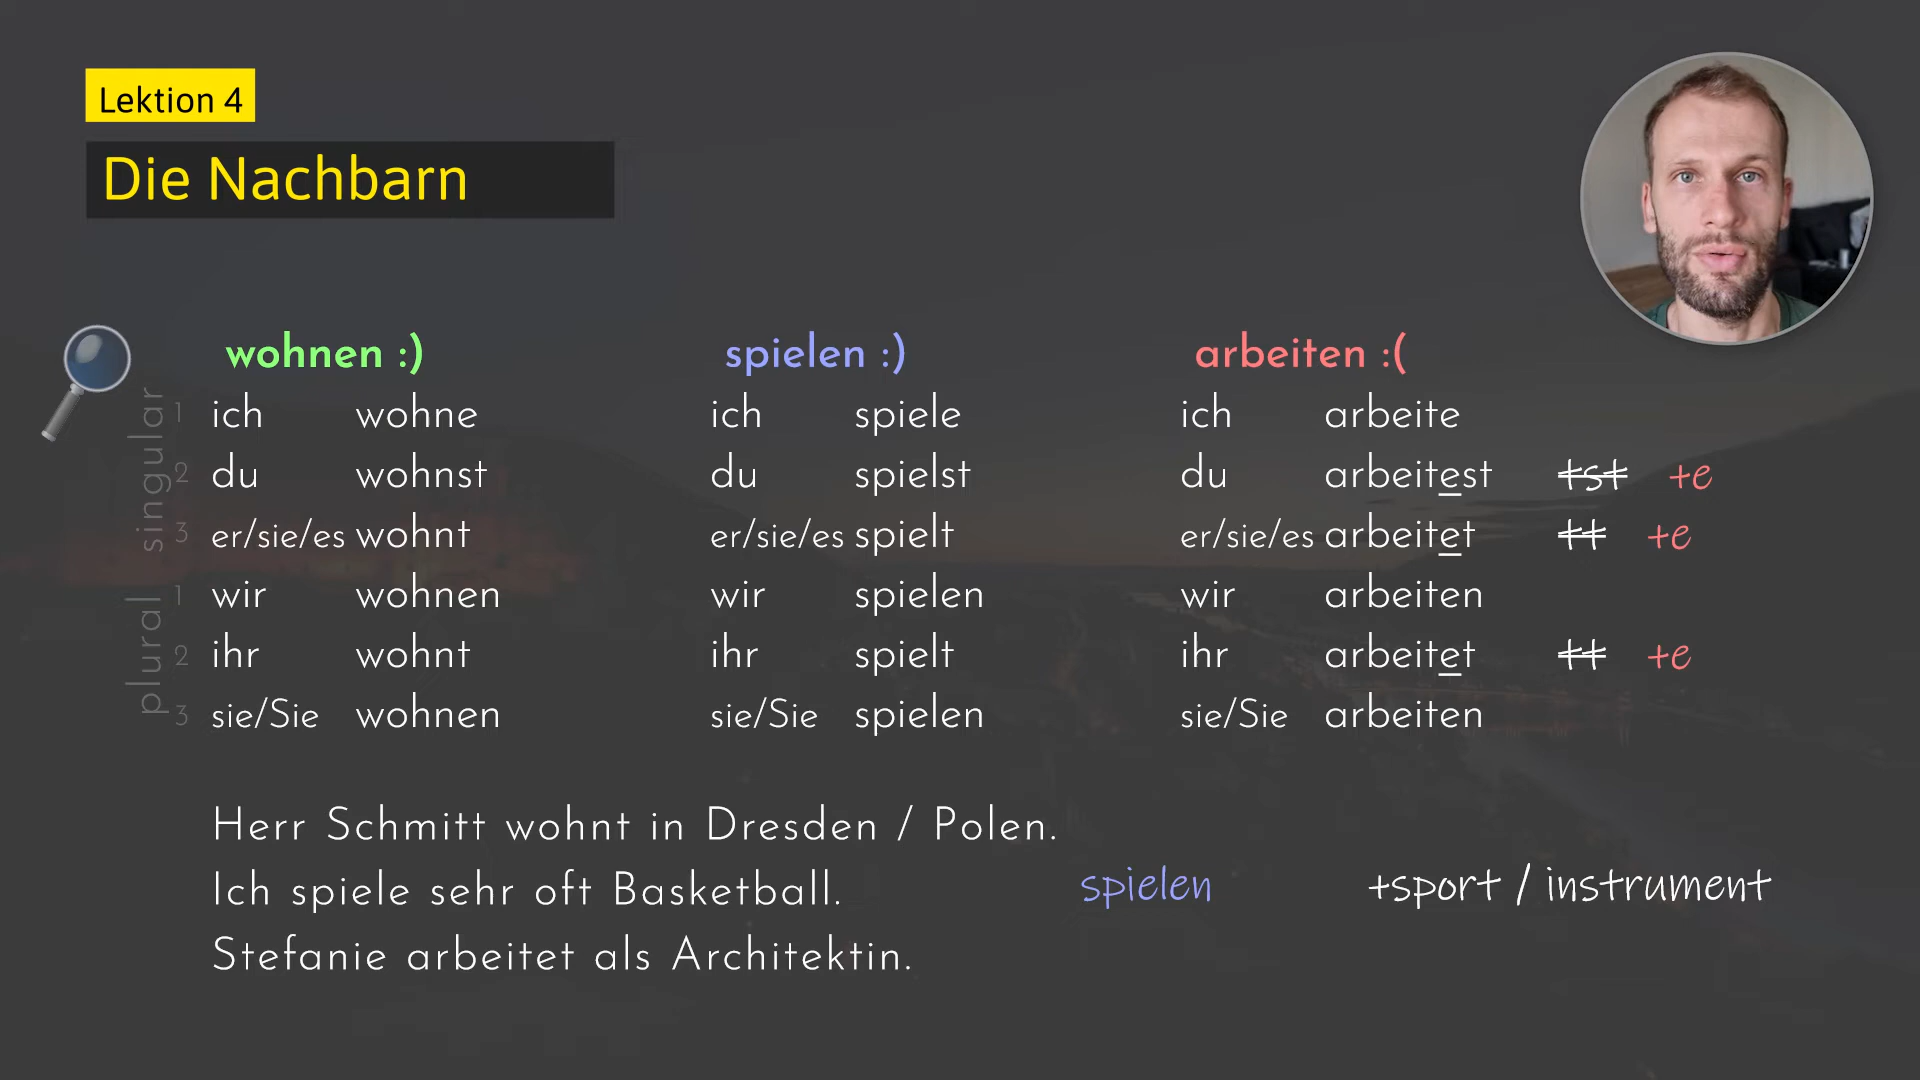 Lektion 4
Die Nachbarn
wohnen :) spielen :) arbeiten :(
singular
1 ich wohne ich spiele ich arbeite
2 du wohnst du spielst du arbeitest tst +e
3 er/sie/es wohnt er/sie/es spielt er/sie/es arbeitet tt +e
plural
1 wir wohnen wir spielen wir arbeiten
2 ihr wohnt ihr spielt ihr arbeitet tt +e
3 sie/Sie wohnen sie/Sie spielen sie/Sie arbeiten
Herr Schmitt wohnt in Dresden / Polen.
Ich spiele sehr oft Basketball. spielen +sport / instrument
Stefanie arbeitet als Architektin.